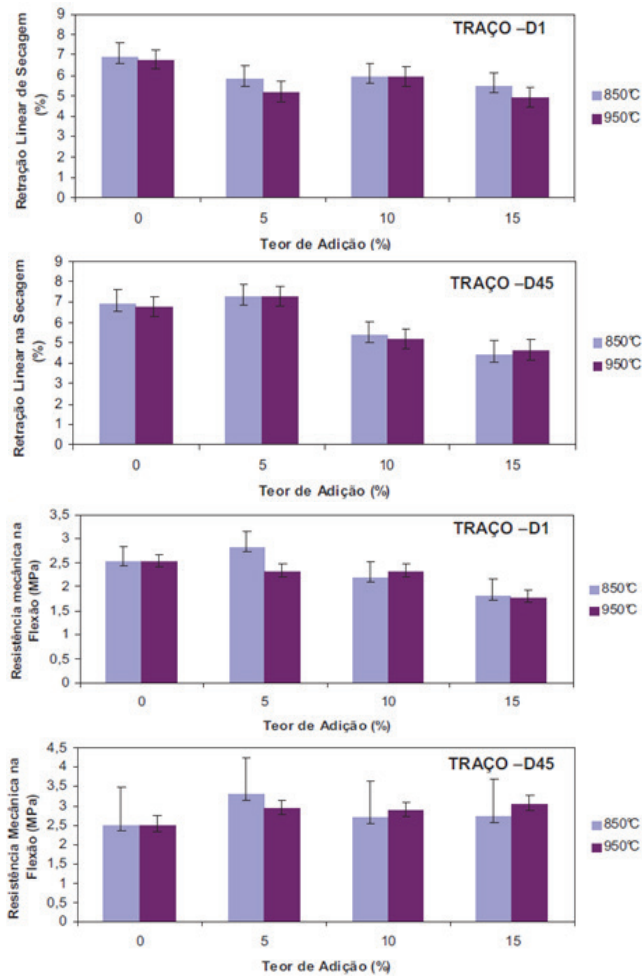 TRAÇO –D1
Retração Linear de Secagem
(%)
9
8
7
6
5
4
3
2
1
0
0 5 10 15
Teor de Adição (%)
850°C
950°C
TRAÇO –D45
Retração Linear na Secagem
(%)
9
8
7
6
5
4
3
2
1
0
0 5 10 15
Teor de Adição (%)
850°C
950°C
TRAÇO –D1
Resistência mecânica na
Flexão (MPa)
3,5
3
2,5
2
1,5
1
0,5
0
0 5 10 15
Teor de Adição (%)
850°C
950°C
TRAÇO –D45
Resistência Mecânica na
Flexão (MPa)
4,5
4
3,5
3
2,5
2
1,5
1
0,5
0
0 5 10 15
Teor de Adição (%)
850°C
950°C